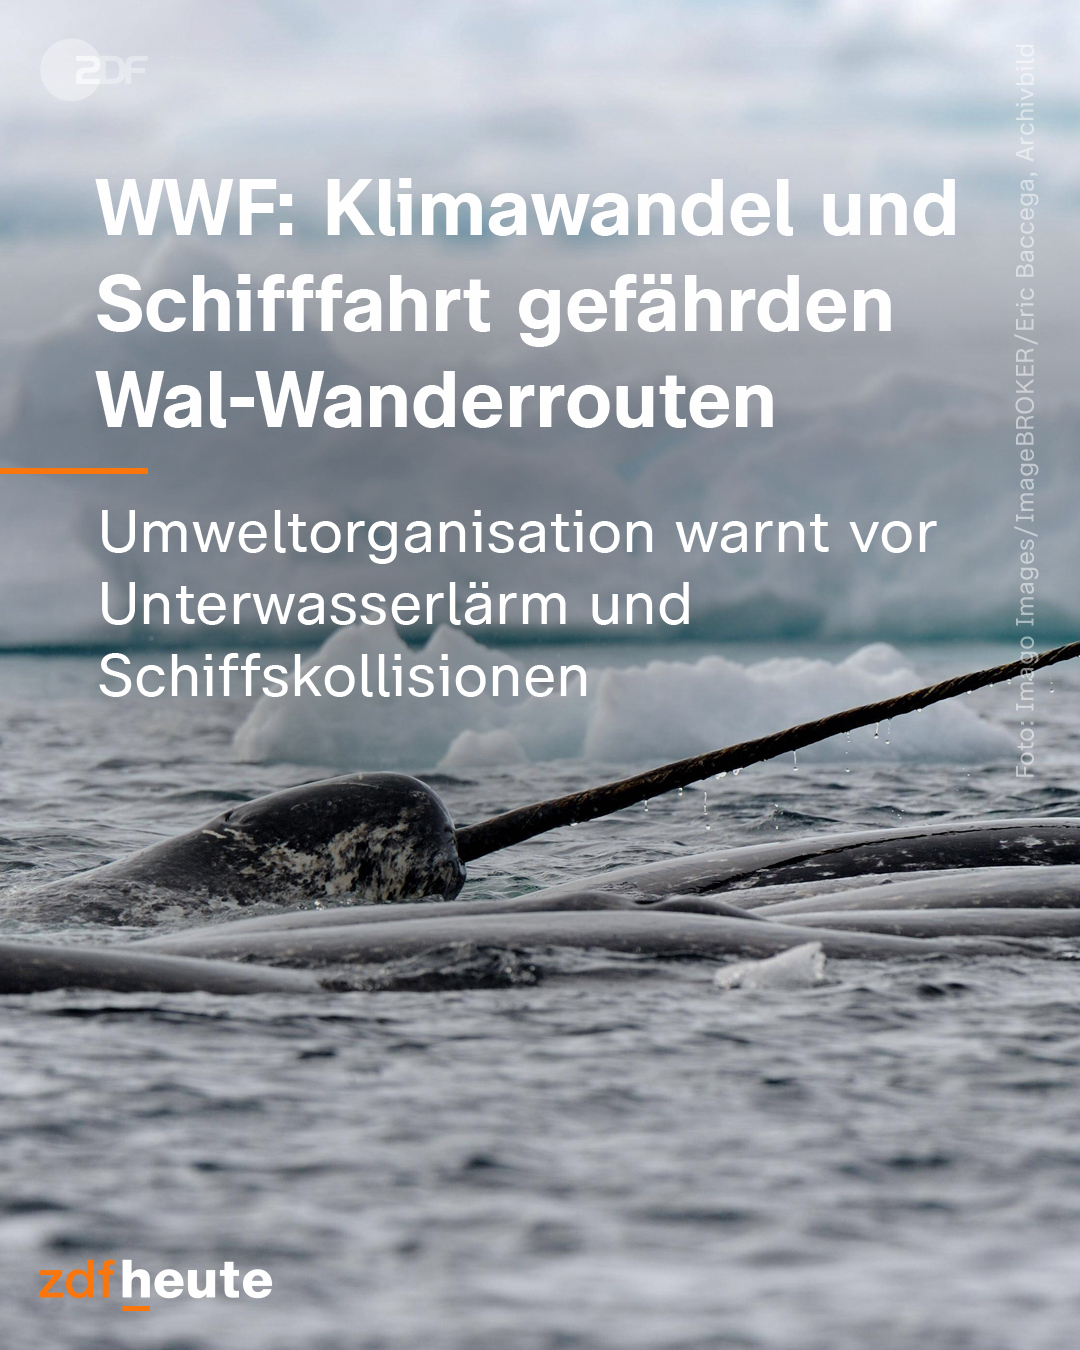 ZDF
WWF: Klimawandel und
Schifffahrt gefährden
Wal-Wanderrouten
Umweltorganisation warnt vor
Unterwasserlärm und
Schiffskollisionen
Foto: Imago Images/ImageBROKER/Eric Baccega, Archivbild
zdfheute